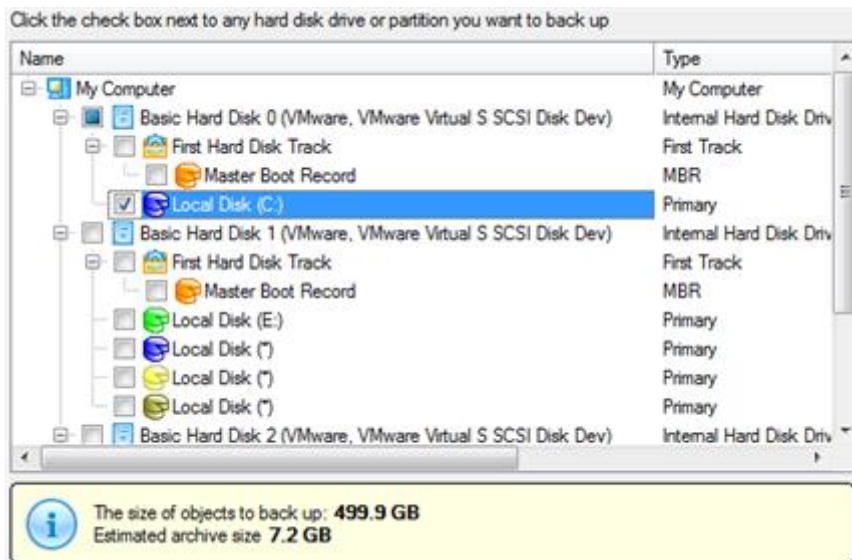 Click the check box next to any hard disk drive or partition you want to back up
Name Type
My Computer My Computer
Basic Hard Disk 0 (VMware, VMware Virtual S SCSI Disk Dev) Internal Hard Disk Driv
First Hard Disk Track First Track
Master Boot Record MBR
Local Disk (C:) Primary
Basic Hard Disk 1 (VMware, VMware Virtual S SCSI Disk Dev) Internal Hard Disk Driv
First Hard Disk Track First Track
Master Boot Record MBR
Local Disk (E:) Primary
Local Disk (*) Primary
Local Disk (*) Primary
Local Disk (*) Primary
Basic Hard Disk 2 (VMware, VMware Virtual S SCSI Disk Dev) Internal Hard Disk Driv
The size of objects to back up: 499.9 GB
Estimated archive size 7.2 GB